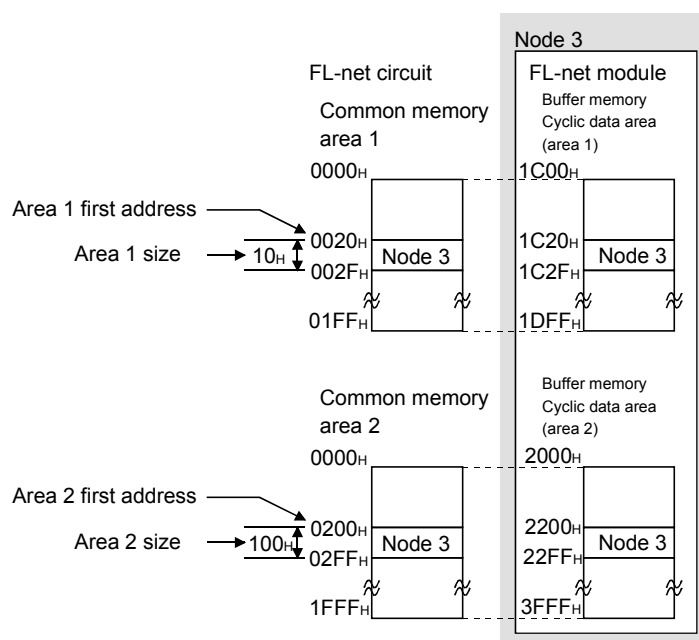 Node 3
FL-net circuit
FL-net module
Common memory
area 1
Buffer memory
Cyclic data area
(area 1)
0000H
1C00H
Area 1 first address
0020H
1C20H
Area 1 size
10H
Node 3
Node 3
002FH
1C2FH
01FFH
1DFFH
Common memory
area 2
Buffer memory
Cyclic data area
(area 2)
0000H
2000H
Area 2 first address
0200H
2200H
Area 2 size
100H
Node 3
Node 3
02FFH
22FFH
1FFFH
3FFFH